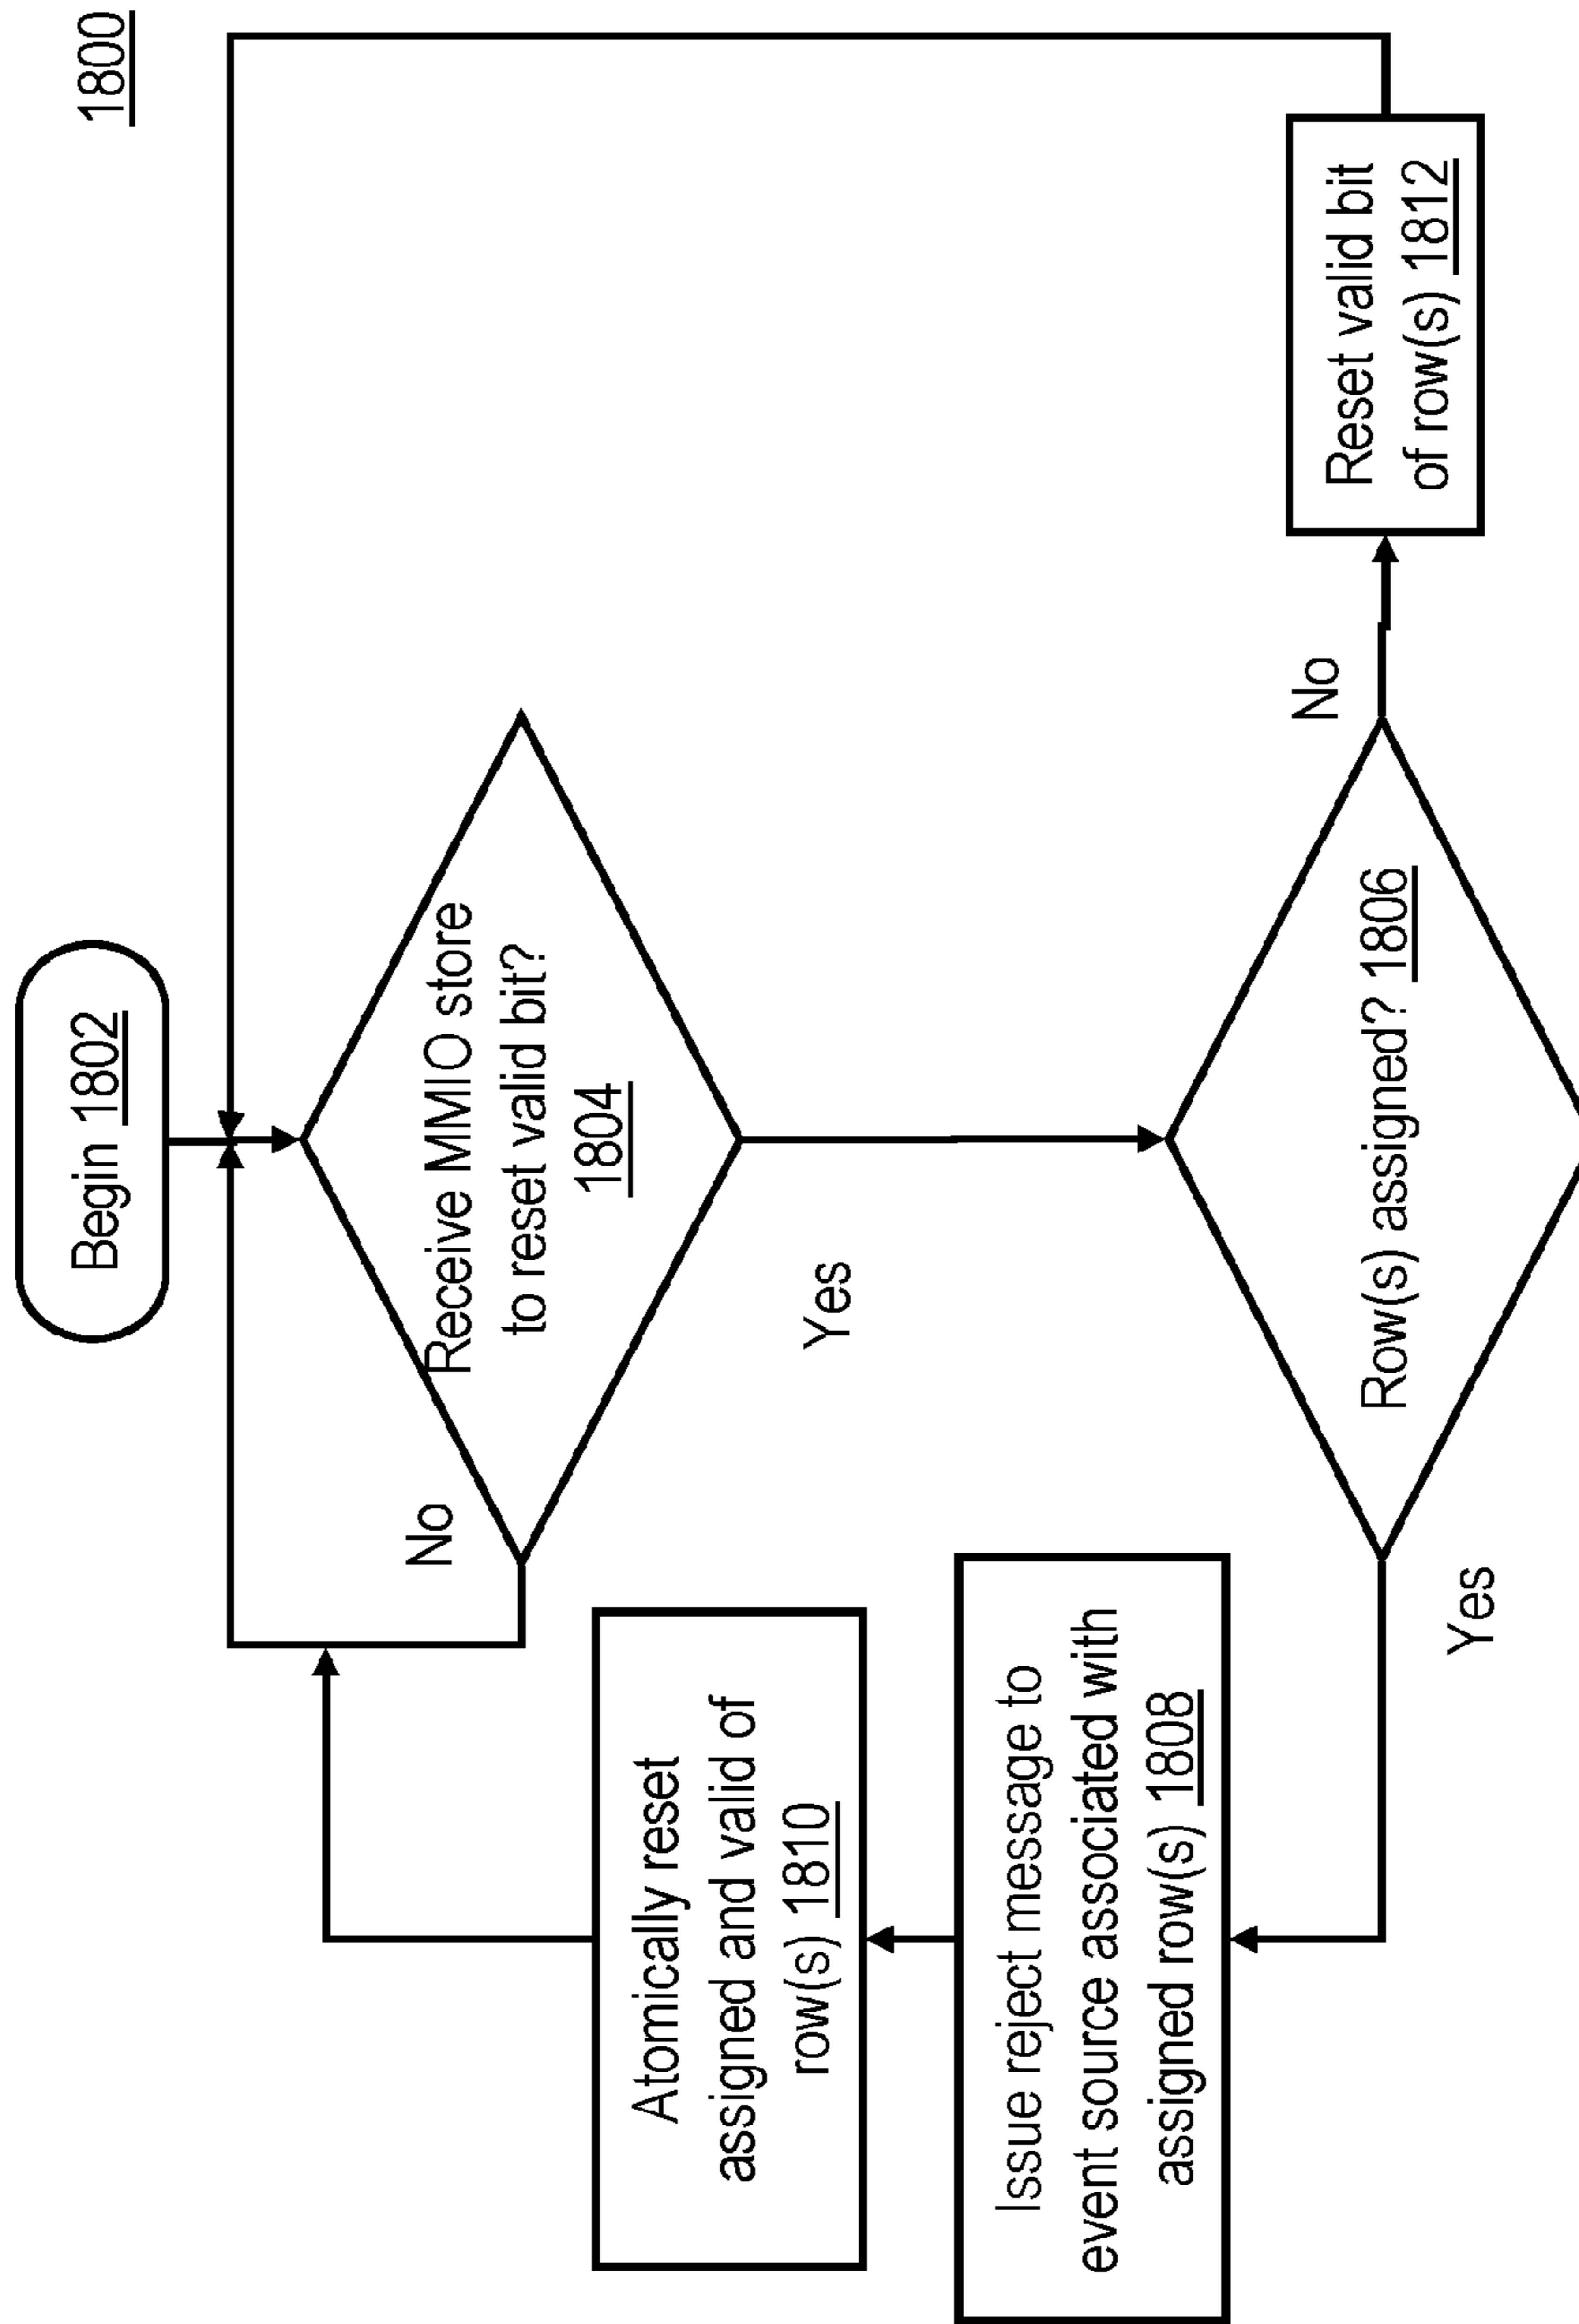 1800
Begin 1802
Receive MMIO store
to reset valid bit?
1804
No
Yes
Row(s) assigned? 1806
No
Yes
Reset valid bit
of row(s) 1812
Issue reject message to
event source associated with
assigned row(s) 1808
Atomically reset
assigned and valid of
row(s) 1810